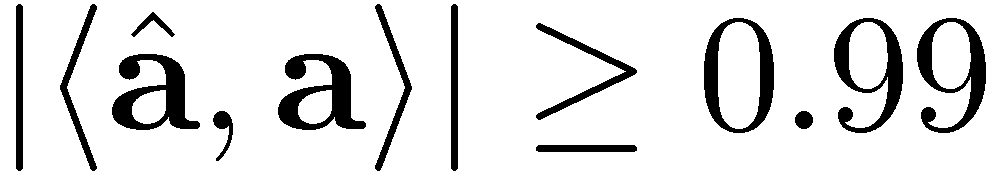 |⟨â, a⟩| ≥ 0.99